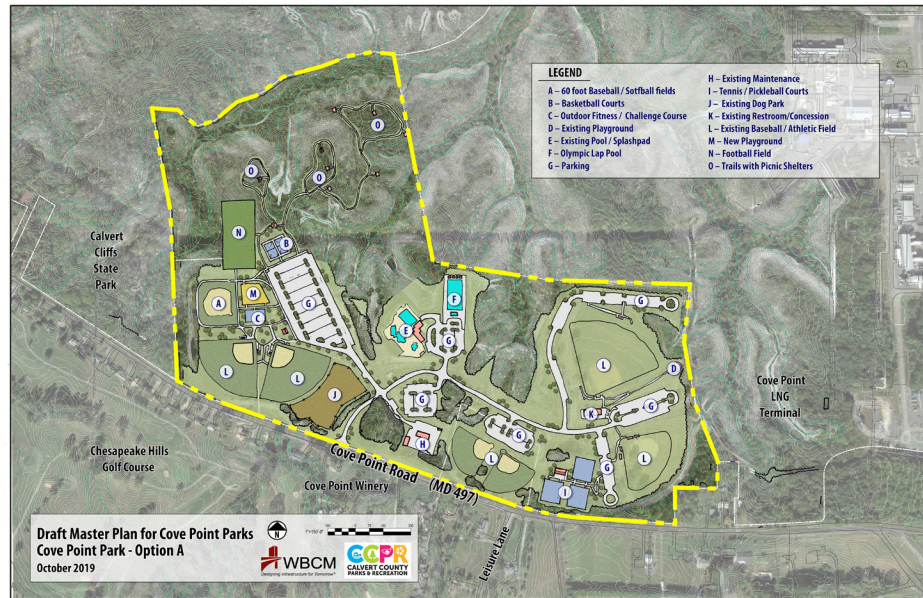 LEGEND
A – 60 foot Baseball / Sotfball fields
B – Basketball Courts
C – Outdoor Fitness / Challenge Course
D – Existing Playground
E – Existing Pool / Splashpad
F – Olympic Lap Pool
G – Parking
H – Existing Maintenance
I – Tennis / Pickleball Courts
J – Existing Dog Park
K – Existing Restroom/Concession
L – Existing Baseball / Athletic Field
M – New Playground
N – Football Field
O – Trails with Picnic Shelters
O
O
O
N
B
Calvert
Cliffs
State
Park
A
M
C
G
F
E
G
G
L
D
L
L
J
G
K
G
Cove Point
LNG
Terminal
H
G
L
G
L
I
Chesapeake Hills
Golf Course
Cove Point Road (MD 497)
Cove Point Winery
Leisure Lane
Draft Master Plan for Cove Point Parks
Cove Point Park - Option A
October 2019
N
WBCM
Designing Infrastructure for Tomorrow
CCPR
CALVERT COUNTY
PARKS & RECREATION